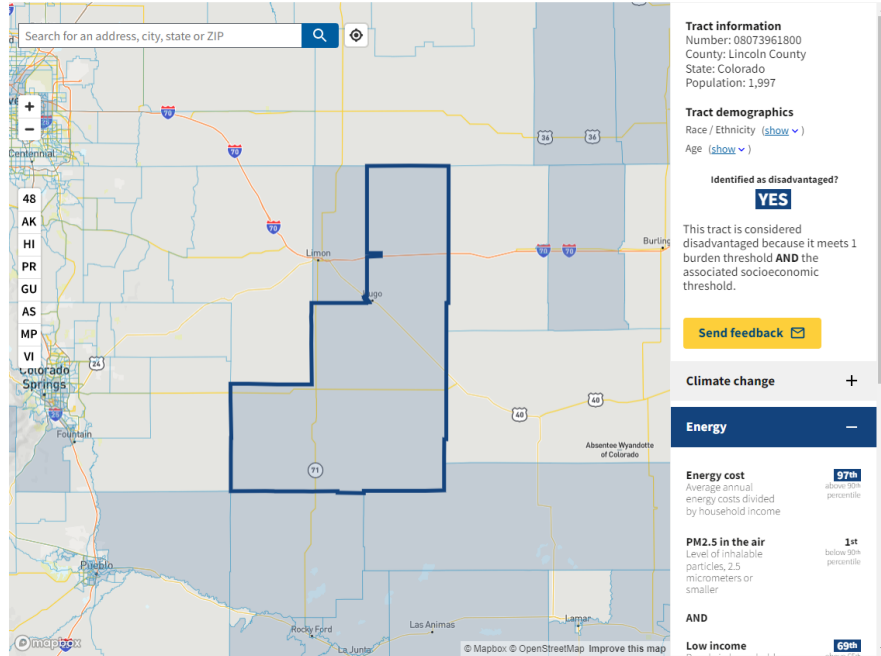 Search for an address, city, state or ZIP
+
−
48
AK
HI
PR
GU
AS
MP
VI
Centennial
70
70
70
36
36
Limon
70
70
Hugo
24
Colorado
Springs
25
Fountain
40
40
Absentee Wyandotte
of Colorado
71
Pueblo
Rocky Ford
Las Animas
Lamar
La Junta
mapbox
© Mapbox © OpenStreetMap Improve this map
Tract information
Number: 08073961800
County: Lincoln County
State: Colorado
Population: 1,997
Tract demographics
Race / Ethnicity (show )
Age (show )
Identified as disadvantaged?
YES
This tract is considered
disadvantaged because it meets 1
burden threshold AND the
associated socioeconomic
threshold.
Send feedback
Climate change +
Energy −
Energy cost 97th
Average annual above 90th
energy costs divided percentile
by household income
PM2.5 in the air 1st
Level of inhalable below 90th
particles, 2.5 percentile
micrometers or
smaller
AND
Low income 69th